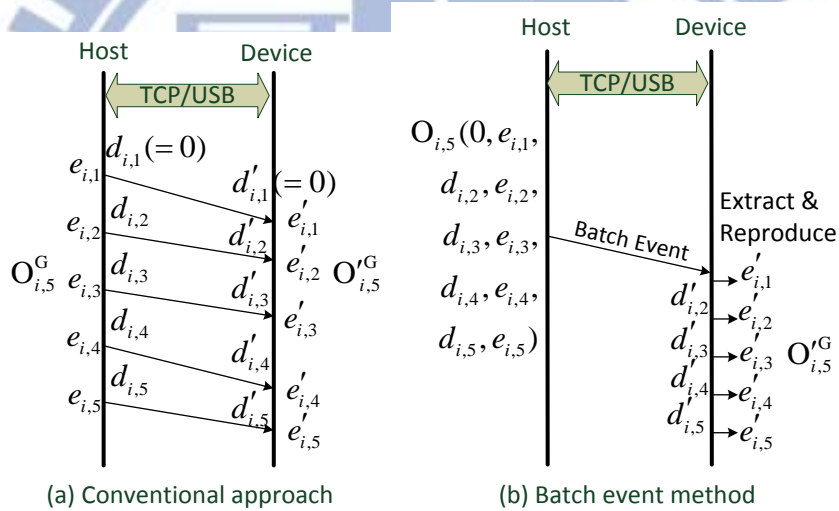 Host Device
TCP/USB
d_{i,1}(=0)
e_{i,1}
d'_{i,1}(=0)
e'_{i,1}
d_{i,2}
e_{i,2}
d'_{i,2}
e'_{i,2}
O^G_{i,5}
d_{i,3}
e_{i,3}
d'_{i,3}
e'_{i,3}
O'^G_{i,5}
d_{i,4}
e_{i,4}
d'_{i,4}
e'_{i,4}
d_{i,5}
e_{i,5}
d'_{i,5}
e'_{i,5}
(a) Conventional approach
Host Device
TCP/USB
O_{i,5}(0, e_{i,1},
d_{i,2}, e_{i,2},
d_{i,3}, e_{i,3},
d_{i,4}, e_{i,4},
d_{i,5}, e_{i,5})
Batch Event
Extract &
Reproduce
e'_{i,1}
d'_{i,2}
e'_{i,2}
d'_{i,3}
e'_{i,3}
O'^G_{i,5}
d'_{i,4}
e'_{i,4}
d'_{i,5}
e'_{i,5}
(b) Batch event method